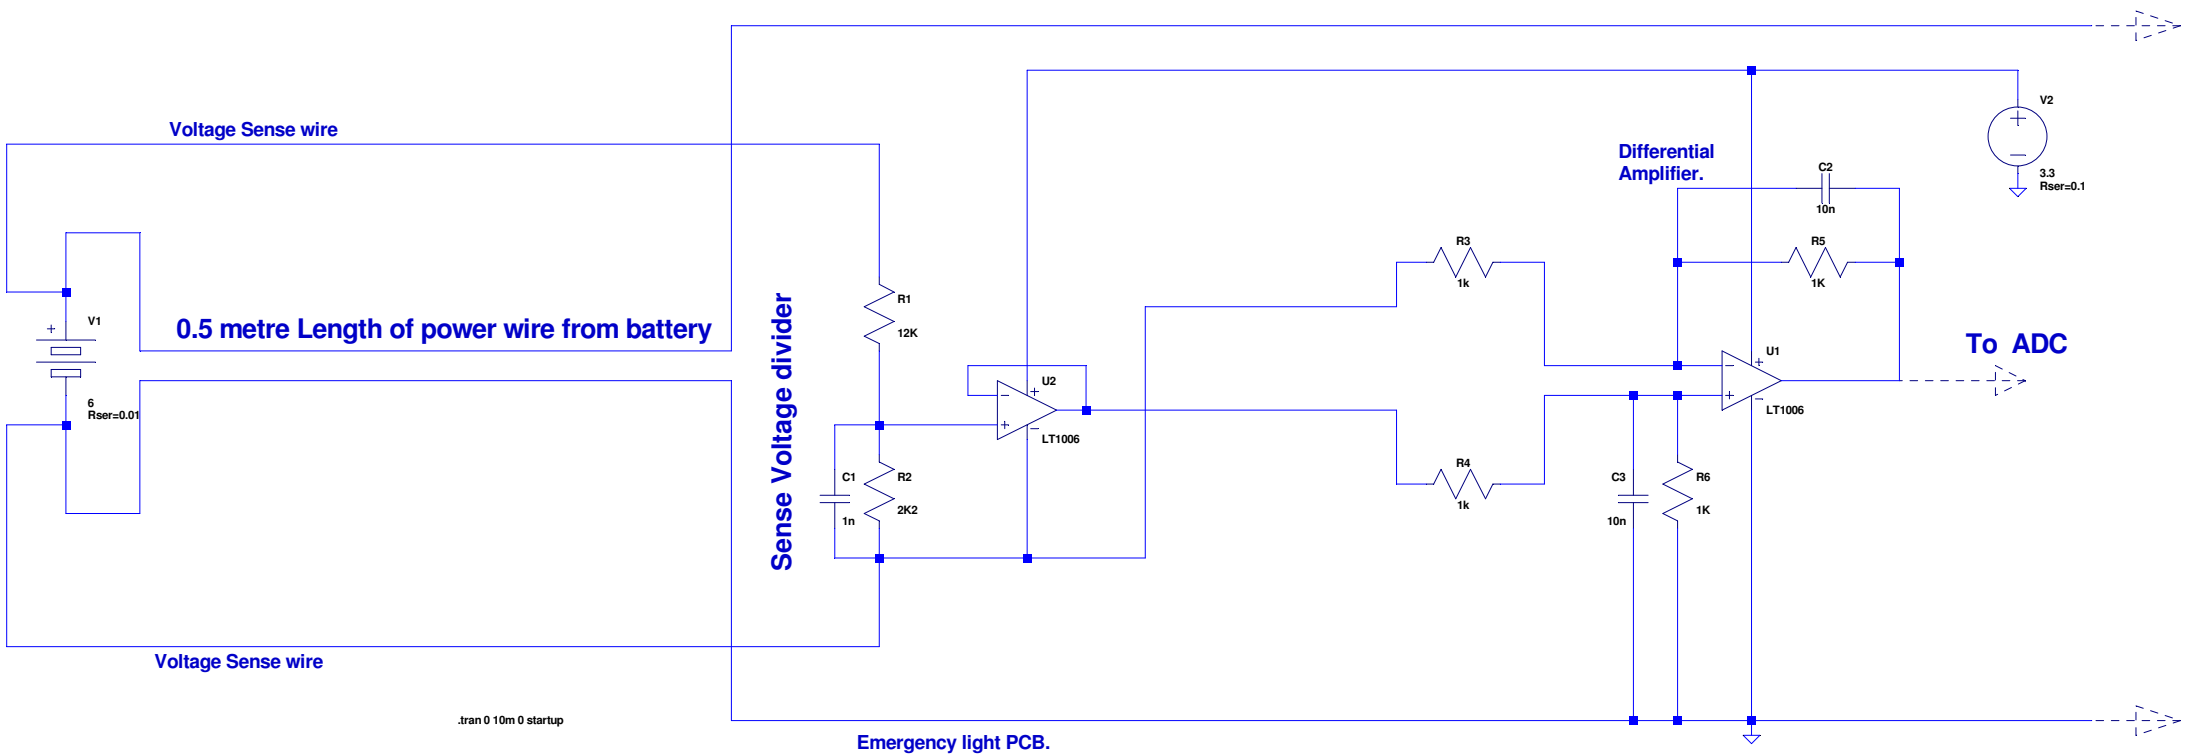 Voltage Sense wire
V2
3.3
Rser=0.1
Differential
Amplifier.
C2
10n
R3
1k
R5
1K
V1
+
6
Rser=0.01
0.5 metre Length of power wire from battery
Sense Voltage divider
R1
12K
U2
LT1006
U1
LT1006
To ADC
C1
1n
R2
2K2
R4
1k
C3
10n
R6
1K
Voltage Sense wire
.tran 0 10m 0 startup
Emergency light PCB.